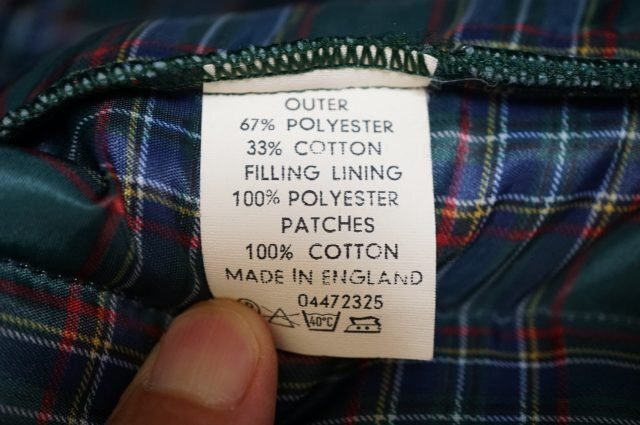 OUTER
67% POLYESTER
33% COTTON
FILLING LINING
100% POLYESTER
PATCHES
100% COTTON
MADE IN ENGLAND
04472325
40°C